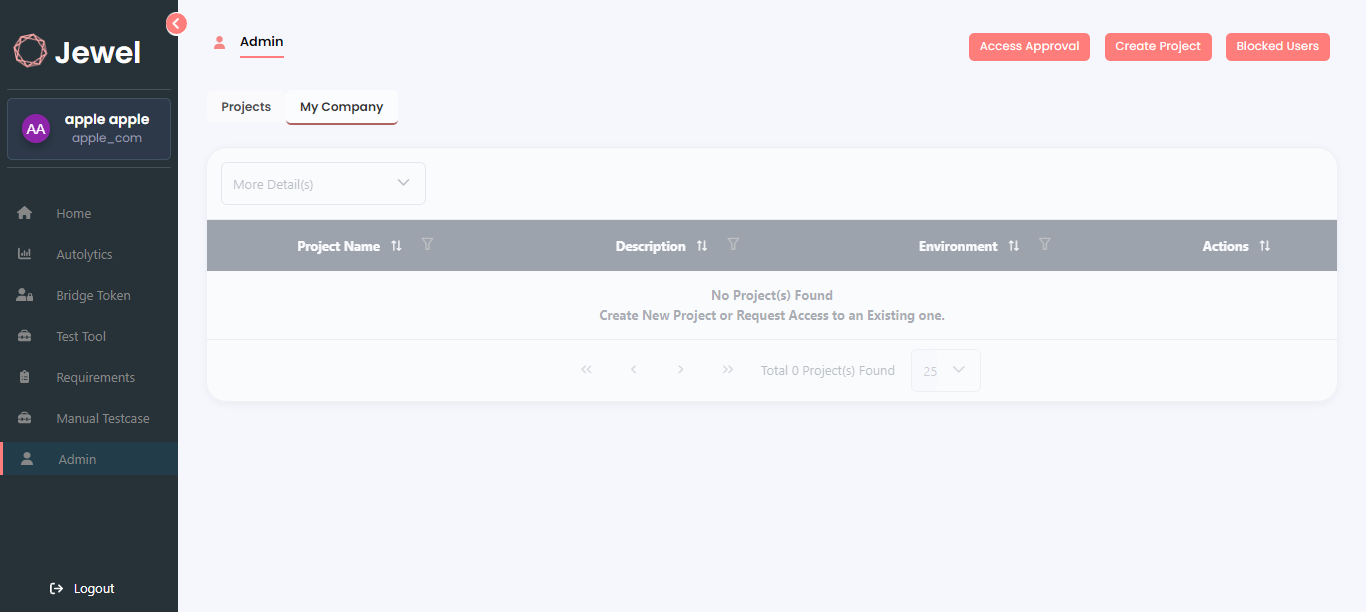 Jewel
AA
apple apple
apple_com
Home
Autolytics
Bridge Token
Test Tool
Requirements
Manual Testcase
Admin
Logout
Admin
Access Approval
Create Project
Blocked Users
Projects
My Company
More Detail(s)
Project Name
Description
Environment
Actions
No Project(s) Found
Create New Project or Request Access to an Existing one.
Total 0 Project(s) Found
25